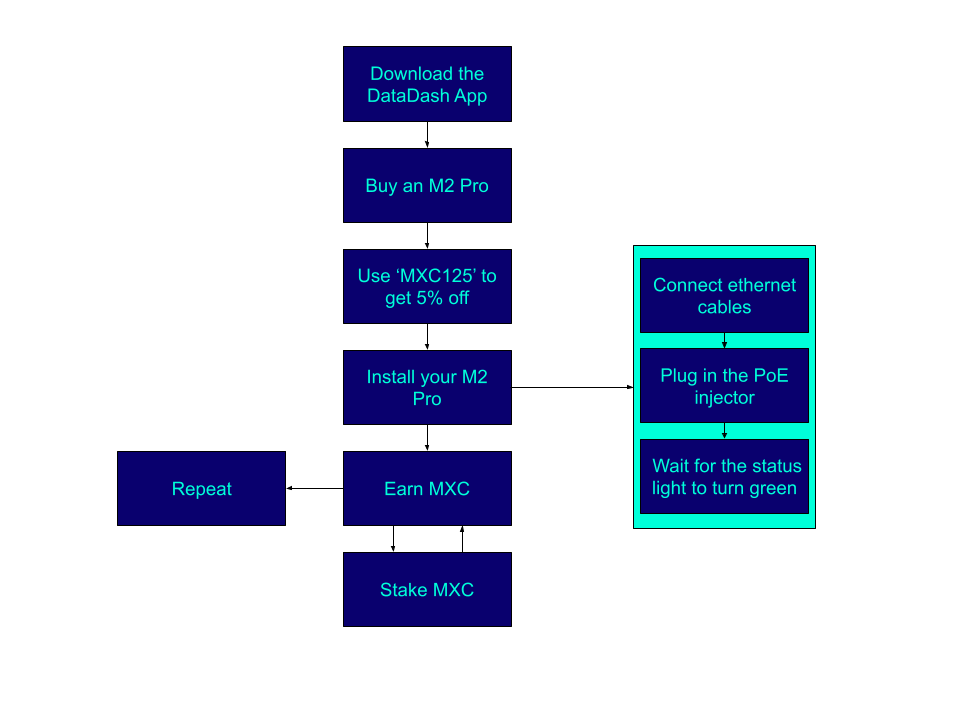 Download the
DataDash App
Buy an M2 Pro
Use ‘MXC125’ to
get 5% off
Install your M2
Pro
Connect ethernet
cables
Plug in the PoE
injector
Wait for the status
light to turn green
Repeat
Earn MXC
Stake MXC